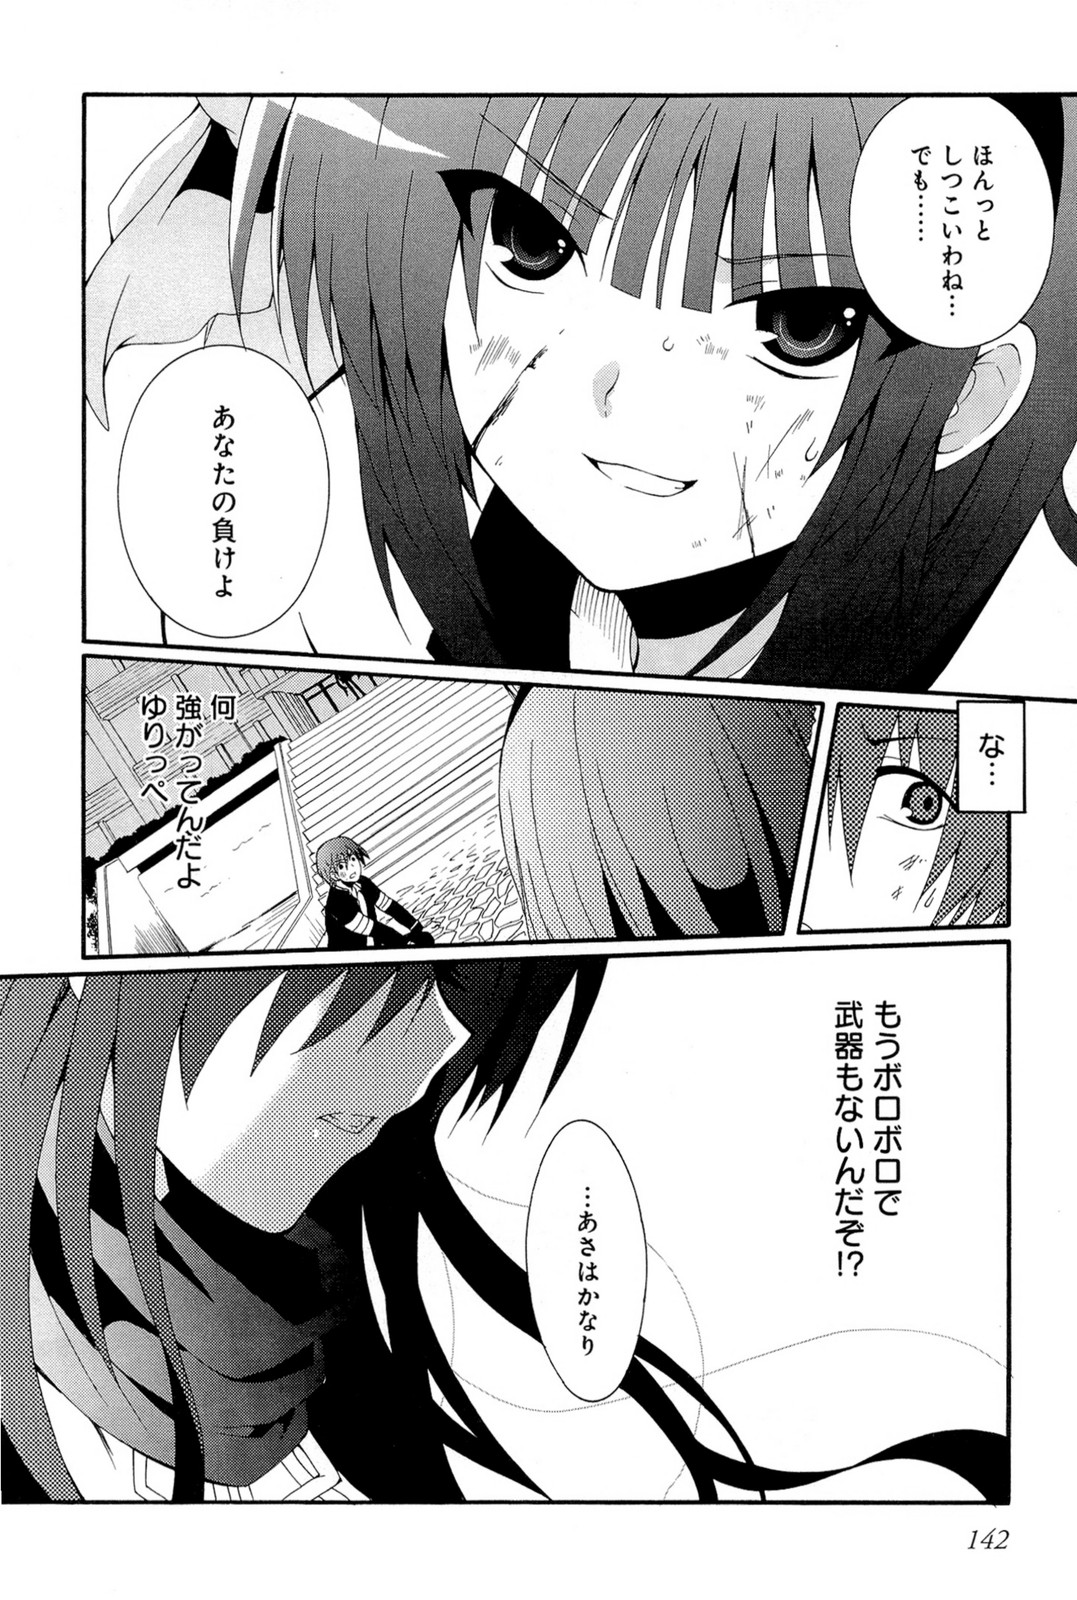 ほんっと
しつこいわね…
でも……
あなたの負けよ
な…
何
強がってんだよ
ゆりっぺ
もうボロボロで
武器もないんだぞ!?
…あさはかなり
142